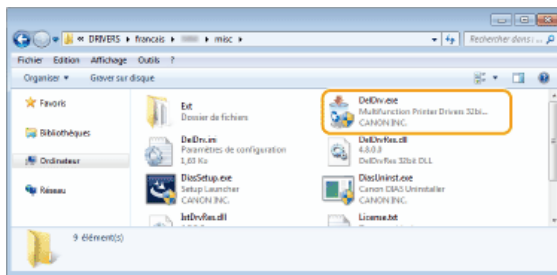 « DRIVERS ▸ francais ▸ ▸ misc ▸
Rechercher dans :
Fichier Edition Affichage Outils ?
Organiser Graver sur disque
Favoris
Bibliothèques
Ordinateur
Réseau
Ext
Dossier de fichiers
DelDrv.exe
Multifunction Printer Drivers 32bi...
CANON INC.
DelDrv.ini
Paramètres de configuration
1,63 Ko
DelDrvRes.dll
4.8.0.3
DelDrvRes 32bit DLL
DiasSetup.exe
Setup Launcher
CANON INC.
DiasUninst.exe
Canon DIAS Uninstaller
CANON INC.
IntDrvRes.dll
License.txt
9 élément(s)